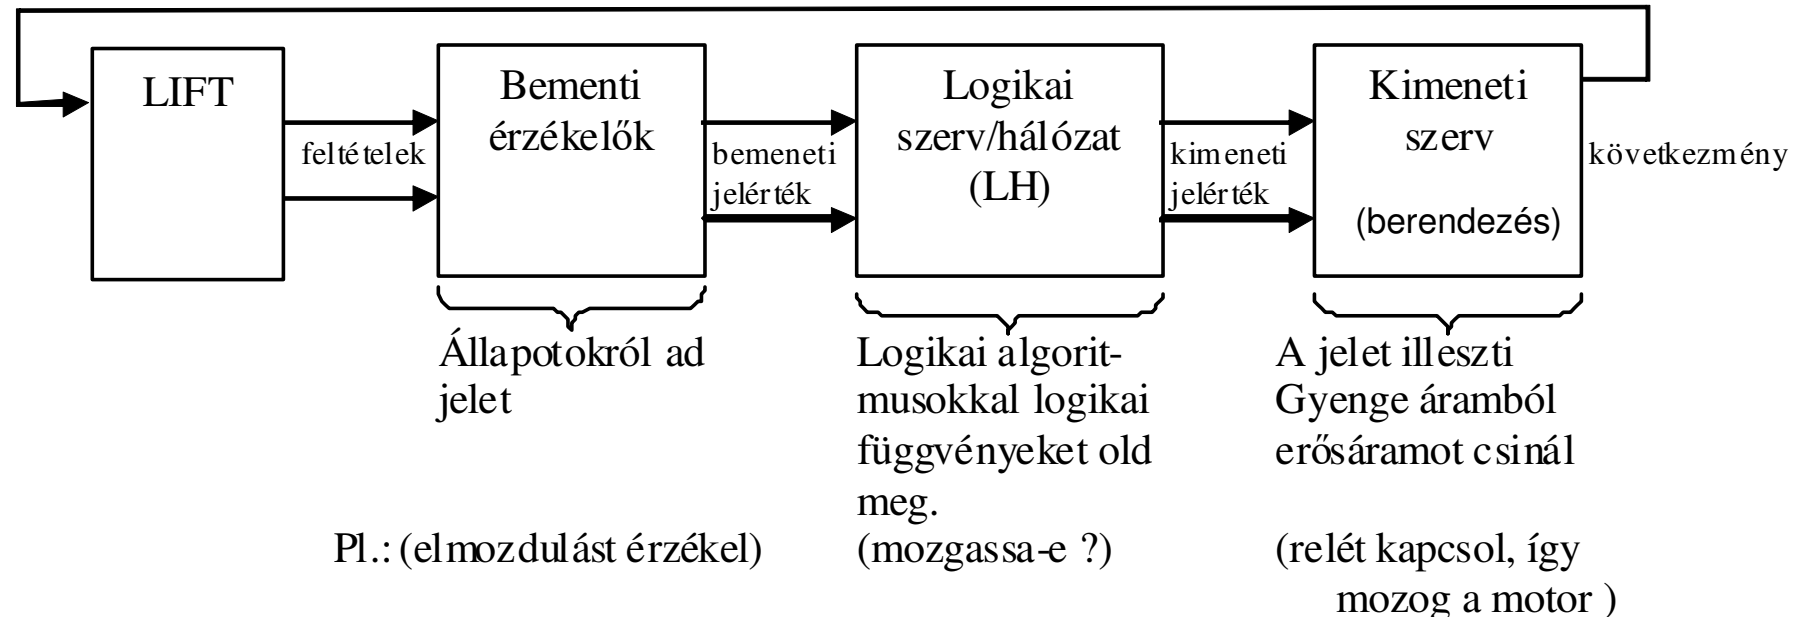 LIFT
feltételek
Bementi
érzékelők
bemeneti
jelérték
Logikai
szerv/hálózat
(LH)
kimeneti
jelérték
Kimeneti
szerv
(berendezés)
következmény
Állapotokról ad
jelet
Logikai algorit-
musokkal logikai
függvényeket old
meg.
A jelet illeszti
Gyenge áramból
erősáramot csinál
Pl.: (elmozdulást érzékel)
(mozgassa-e ?)
(relét kapcsol, így
mozog a motor )